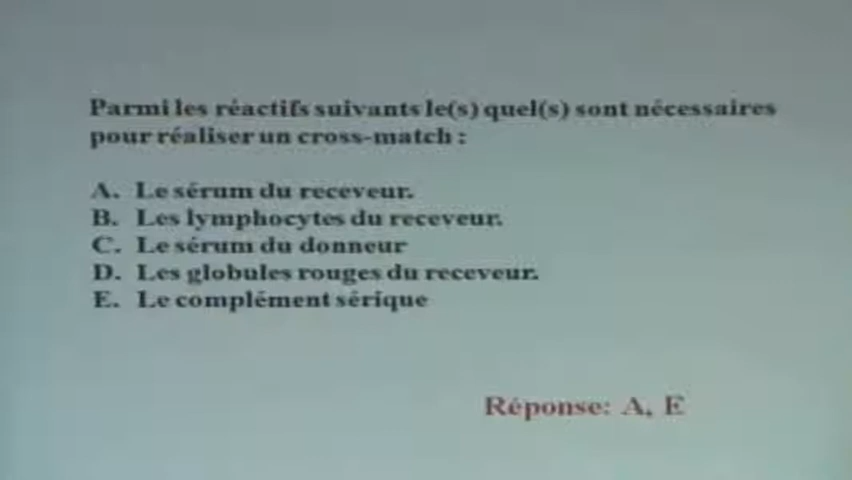 Parmi les réactifs suivants le(s) quel(s) sont nécessaires
pour réaliser un cross-match :
A. Le sérum du receveur.
B. Les lymphocytes du receveur.
C. Le sérum du donneur
D. Les globules rouges du receveur.
E. Le complément sérique
Réponse: A, E